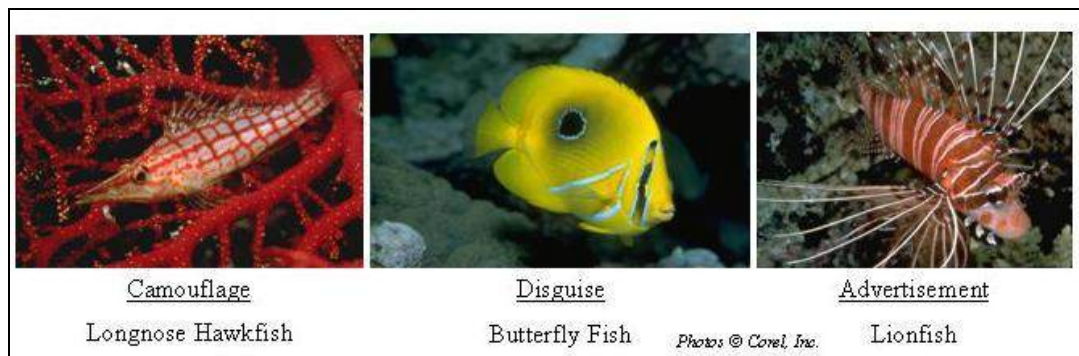 Camouflage Disguise Advertisement
Longnose Hawkfish Butterfly Fish Photos © Corel, Inc. Lionfish